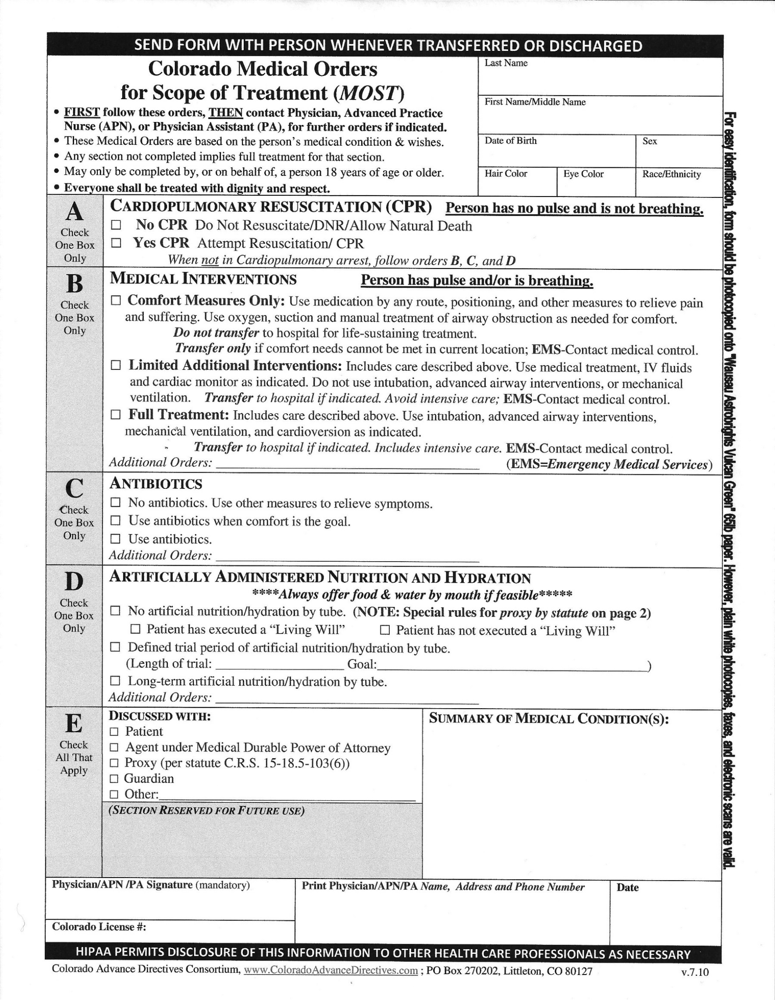 SEND FORM WITH PERSON WHENEVER TRANSFERRED OR DISCHARGED
Colorado Medical Orders
for Scope of Treatment (MOST)
• FIRST follow these orders, THEN contact Physician, Advanced Practice
Nurse (APN), or Physician Assistant (PA), for further orders if indicated.
• These Medical Orders are based on the person's medical condition & wishes.
• Any section not completed implies full treatment for that section.
• May only be completed by, or on behalf of, a person 18 years of age or older.
• Everyone shall be treated with dignity and respect.
Last Name
First Name/Middle Name
Date of Birth
Sex
Hair Color
Eye Color
Race/Ethnicity
A
Check
One Box
Only
CARDIOPULMONARY RESUSCITATION (CPR) Person has no pulse and is not breathing.
☐ No CPR Do Not Resuscitate/DNR/Allow Natural Death
☐ Yes CPR Attempt Resuscitation/ CPR
When not in Cardiopulmonary arrest, follow orders B, C, and D
B
Check
One Box
Only
MEDICAL INTERVENTIONS Person has pulse and/or is breathing.
☐ Comfort Measures Only: Use medication by any route, positioning, and other measures to relieve pain
and suffering. Use oxygen, suction and manual treatment of airway obstruction as needed for comfort.
Do not transfer to hospital for life-sustaining treatment.
Transfer only if comfort needs cannot be met in current location; EMS-Contact medical control.
☐ Limited Additional Interventions: Includes care described above. Use medical treatment, IV fluids
and cardiac monitor as indicated. Do not use intubation, advanced airway interventions, or mechanical
ventilation. Transfer to hospital if indicated. Avoid intensive care; EMS-Contact medical control.
☐ Full Treatment: Includes care described above. Use intubation, advanced airway interventions,
mechanical ventilation, and cardioversion as indicated.
Transfer to hospital if indicated. Includes intensive care. EMS-Contact medical control.
Additional Orders: ____________ (EMS=Emergency Medical Services)
C
Check
One Box
Only
ANTIBIOTICS
☐ No antibiotics. Use other measures to relieve symptoms.
☐ Use antibiotics when comfort is the goal.
☐ Use antibiotics.
Additional Orders: ____________
D
Check
One Box
Only
ARTIFICIALLY ADMINISTERED NUTRITION AND HYDRATION
****Always offer food & water by mouth if feasible*****
☐ No artificial nutrition/hydration by tube. (NOTE: Special rules for proxy by statute on page 2)
☐ Patient has executed a “Living Will” ☐ Patient has not executed a “Living Will”
☐ Defined trial period of artificial nutrition/hydration by tube.
(Length of trial: ____________ Goal: ____________)
☐ Long-term artificial nutrition/hydration by tube.
Additional Orders: ____________
E
Check
All That
Apply
DISCUSSED WITH:
☐ Patient
☐ Agent under Medical Durable Power of Attorney
☐ Proxy (per statute C.R.S. 15-18.5-103(6))
☐ Guardian
☐ Other: ____________
(SECTION RESERVED FOR FUTURE USE)
SUMMARY OF MEDICAL CONDITION(S):
Physician/APN /PA Signature (mandatory)
Colorado License #:
Print Physician/APN/PA Name, Address and Phone Number
Date
HIPAA PERMITS DISCLOSURE OF THIS INFORMATION TO OTHER HEALTH CARE PROFESSIONALS AS NECESSARY
Colorado Advance Directives Consortium, www.ColoradoAdvanceDirectives.com ; PO Box 270202, Littleton, CO 80127 v.7.10
For easy identification, form should be photocopied onto "Wausau Astrobrights Vulcan Green" 65lb paper. However, plain white photocopies, faxes, and electronic scans are valid.